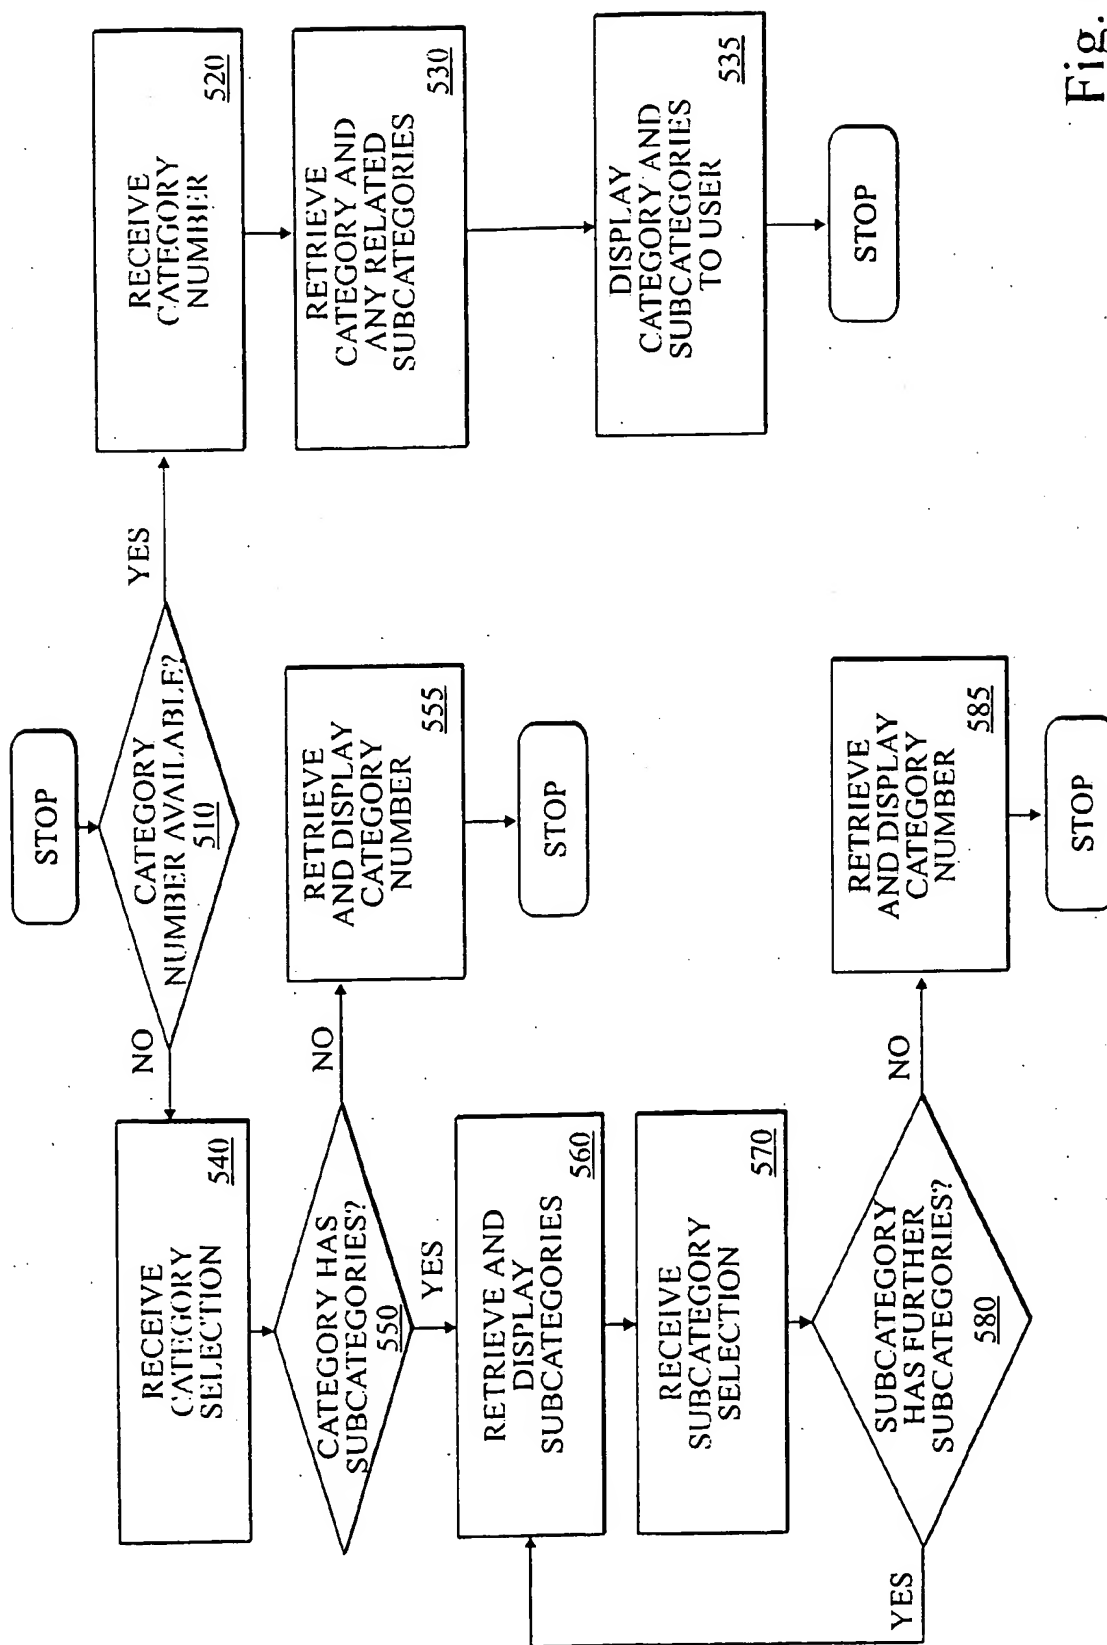 STOP
CATEGORY
NUMBER AVAILABLE?
510
YES
NO
RECEIVE
CATEGORY
NUMBER
520
RETRIEVE
CATEGORY AND
ANY RELATED
SUBCATEGORIES
530
DISPLAY
CATEGORY AND
SUBCATEGORIES
TO USER
535
STOP
RECEIVE
CATEGORY
SELECTION
540
CATEGORY HAS
SUBCATEGORIES?
550
NO
YES
RETRIEVE
AND DISPLAY
CATEGORY
NUMBER
555
STOP
RETRIEVE AND
DISPLAY
SUBCATEGORIES
560
RECEIVE
SUBCATEGORY
SELECTION
570
SUBCATEGORY
HAS FURTHER
SUBCATEGORIES?
580
NO
YES
RETRIEVE
AND DISPLAY
CATEGORY
NUMBER
585
STOP
Fig.